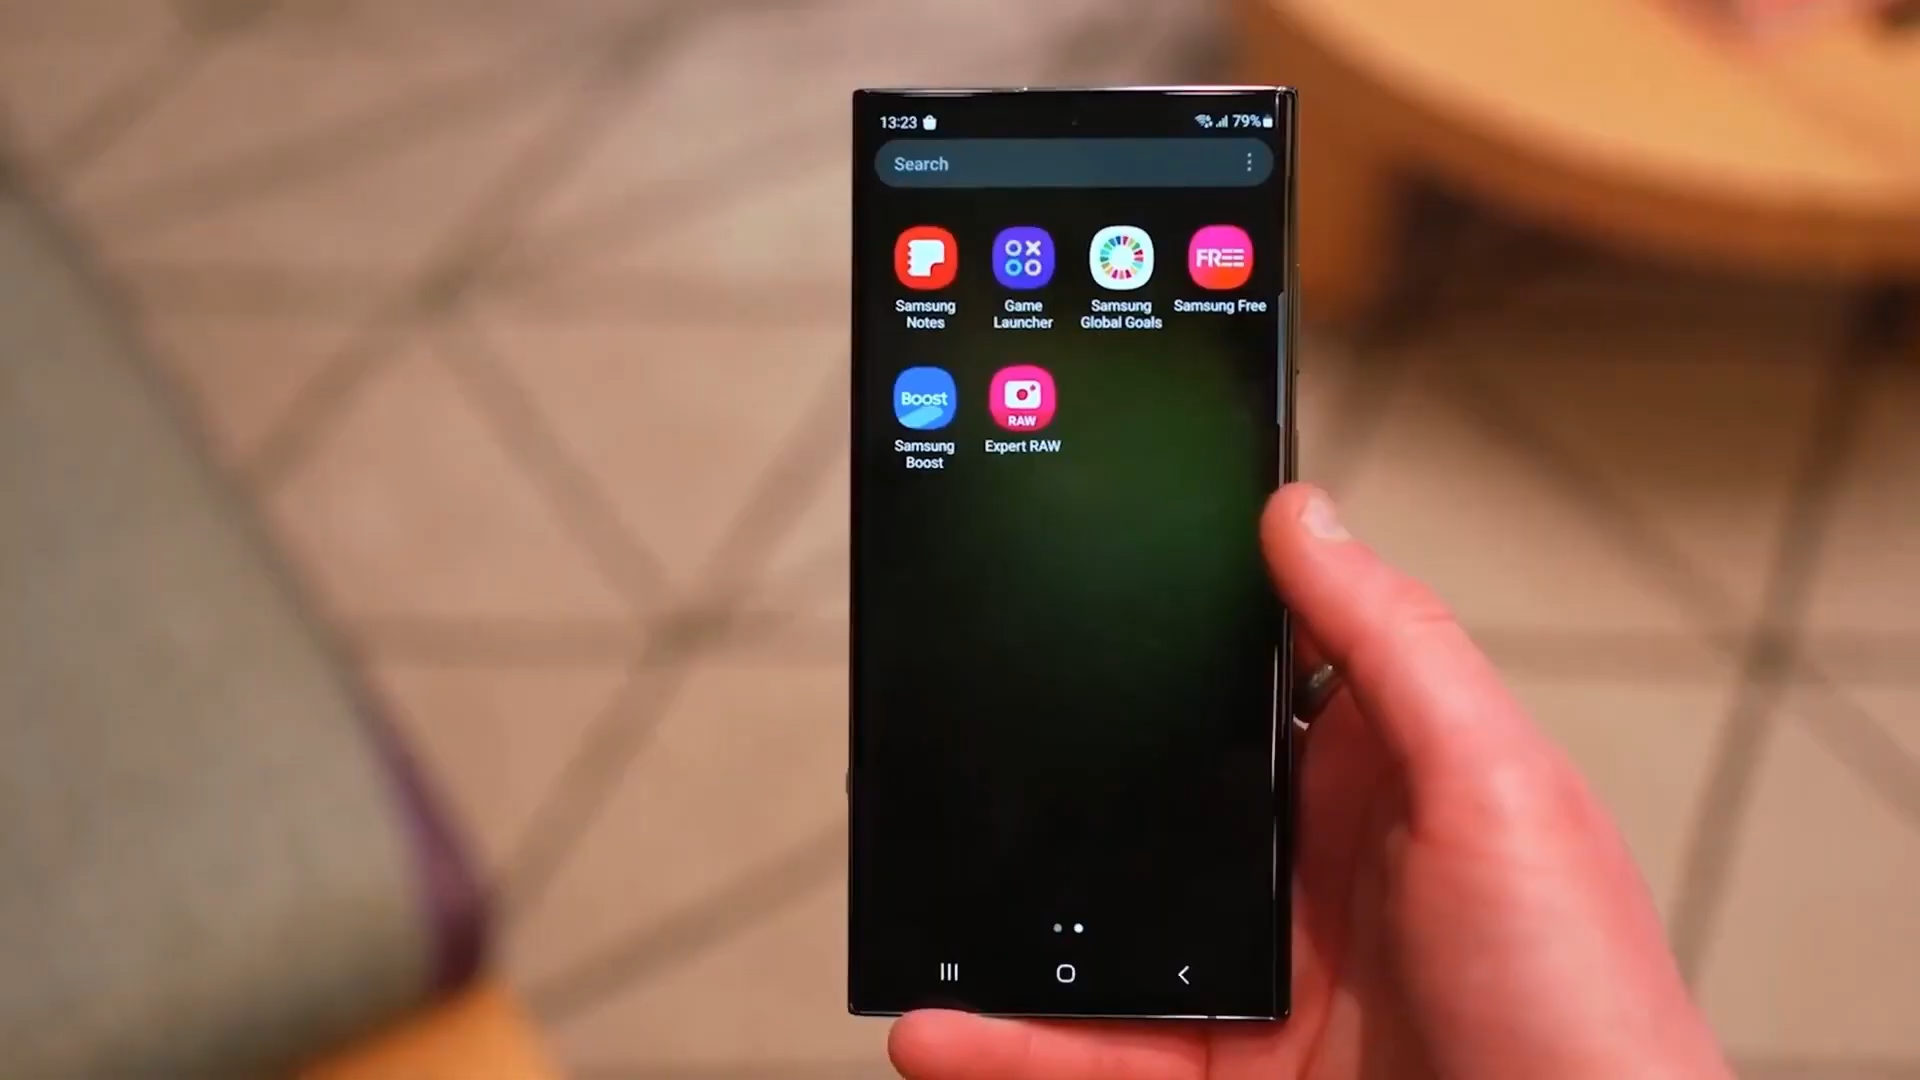 13:23 79%
Search
FREE
Samsung Notes
Game Launcher
Samsung Global Goals
Samsung Free
Boost
RAW
Samsung Boost
Expert RAW